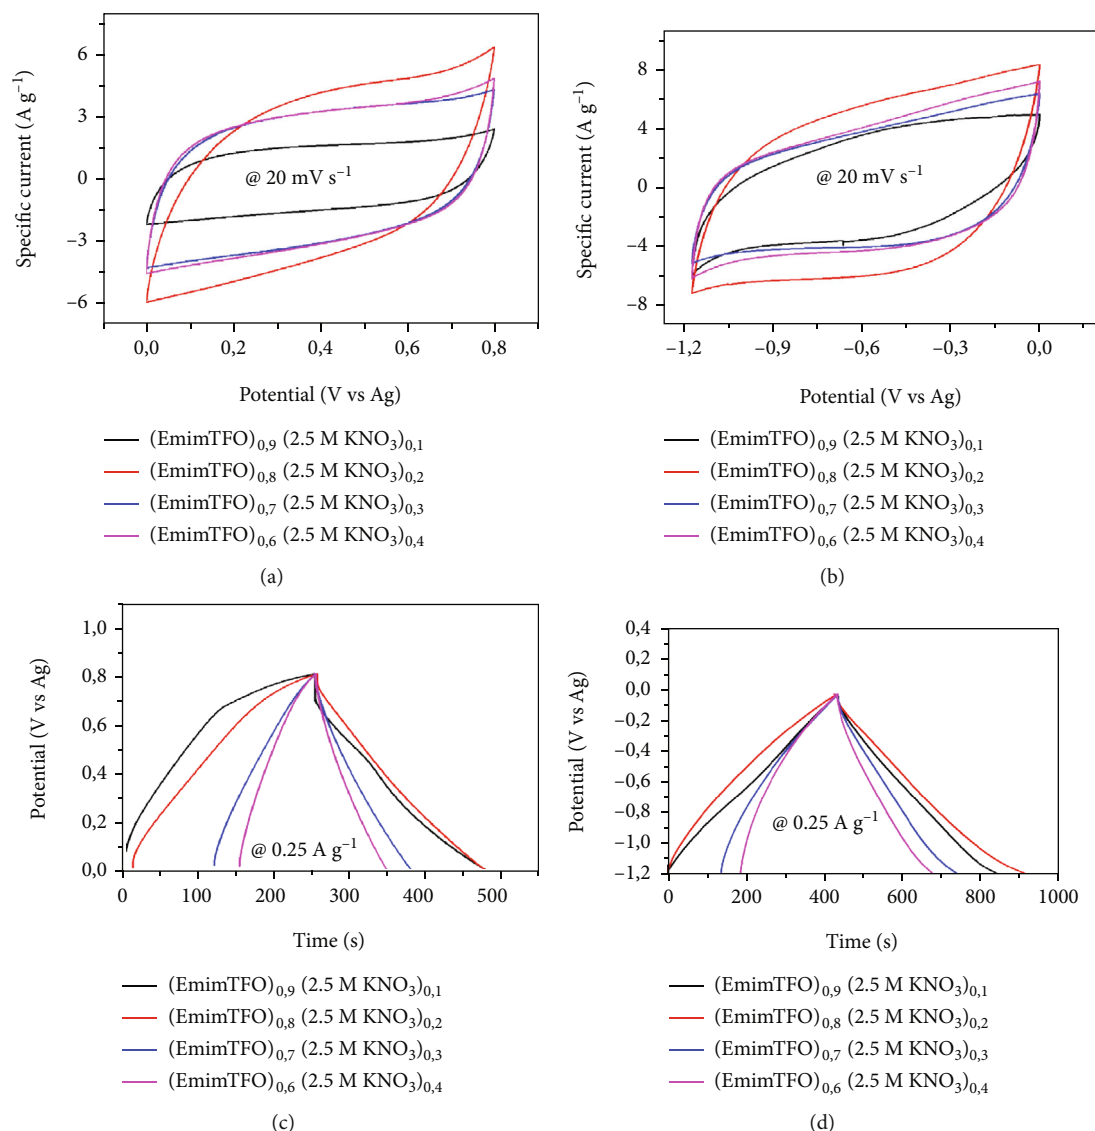 6
3
0
−3
−6
Specific current (A g⁻¹)
@ 20 mV s⁻¹
0,0 0,2 0,4 0,6 0,8
Potential (V vs Ag)
(EmimTFO)₀,₉ (2.5 M KNO₃)₀,₁
(EmimTFO)₀,₈ (2.5 M KNO₃)₀,₂
(EmimTFO)₀,₇ (2.5 M KNO₃)₀,₃
(EmimTFO)₀,₆ (2.5 M KNO₃)₀,₄
(a)
8
4
0
−4
−8
Specific current (A g⁻¹)
@ 20 mV s⁻¹
−1,2 −0,9 −0,6 −0,3 0,0
Potential (V vs Ag)
(EmimTFO)₀,₉ (2.5 M KNO₃)₀,₁
(EmimTFO)₀,₈ (2.5 M KNO₃)₀,₂
(EmimTFO)₀,₇ (2.5 M KNO₃)₀,₃
(EmimTFO)₀,₆ (2.5 M KNO₃)₀,₄
(b)
1,0
0,8
0,6
0,4
0,2
0,0
Potential (V vs Ag)
@ 0.25 A g⁻¹
0 100 200 300 400 500
Time (s)
(EmimTFO)₀,₉ (2.5 M KNO₃)₀,₁
(EmimTFO)₀,₈ (2.5 M KNO₃)₀,₂
(EmimTFO)₀,₇ (2.5 M KNO₃)₀,₃
(EmimTFO)₀,₆ (2.5 M KNO₃)₀,₄
(c)
0,4
0,2
0,0
−0,2
−0,4
−0,6
−0,8
−1,0
−1,2
Potential (V vs Ag)
@ 0.25 A g⁻¹
0 200 400 600 800 1000
Time (s)
(EmimTFO)₀,₉ (2.5 M KNO₃)₀,₁
(EmimTFO)₀,₈ (2.5 M KNO₃)₀,₂
(EmimTFO)₀,₇ (2.5 M KNO₃)₀,₃
(EmimTFO)₀,₆ (2.5 M KNO₃)₀,₄
(d)